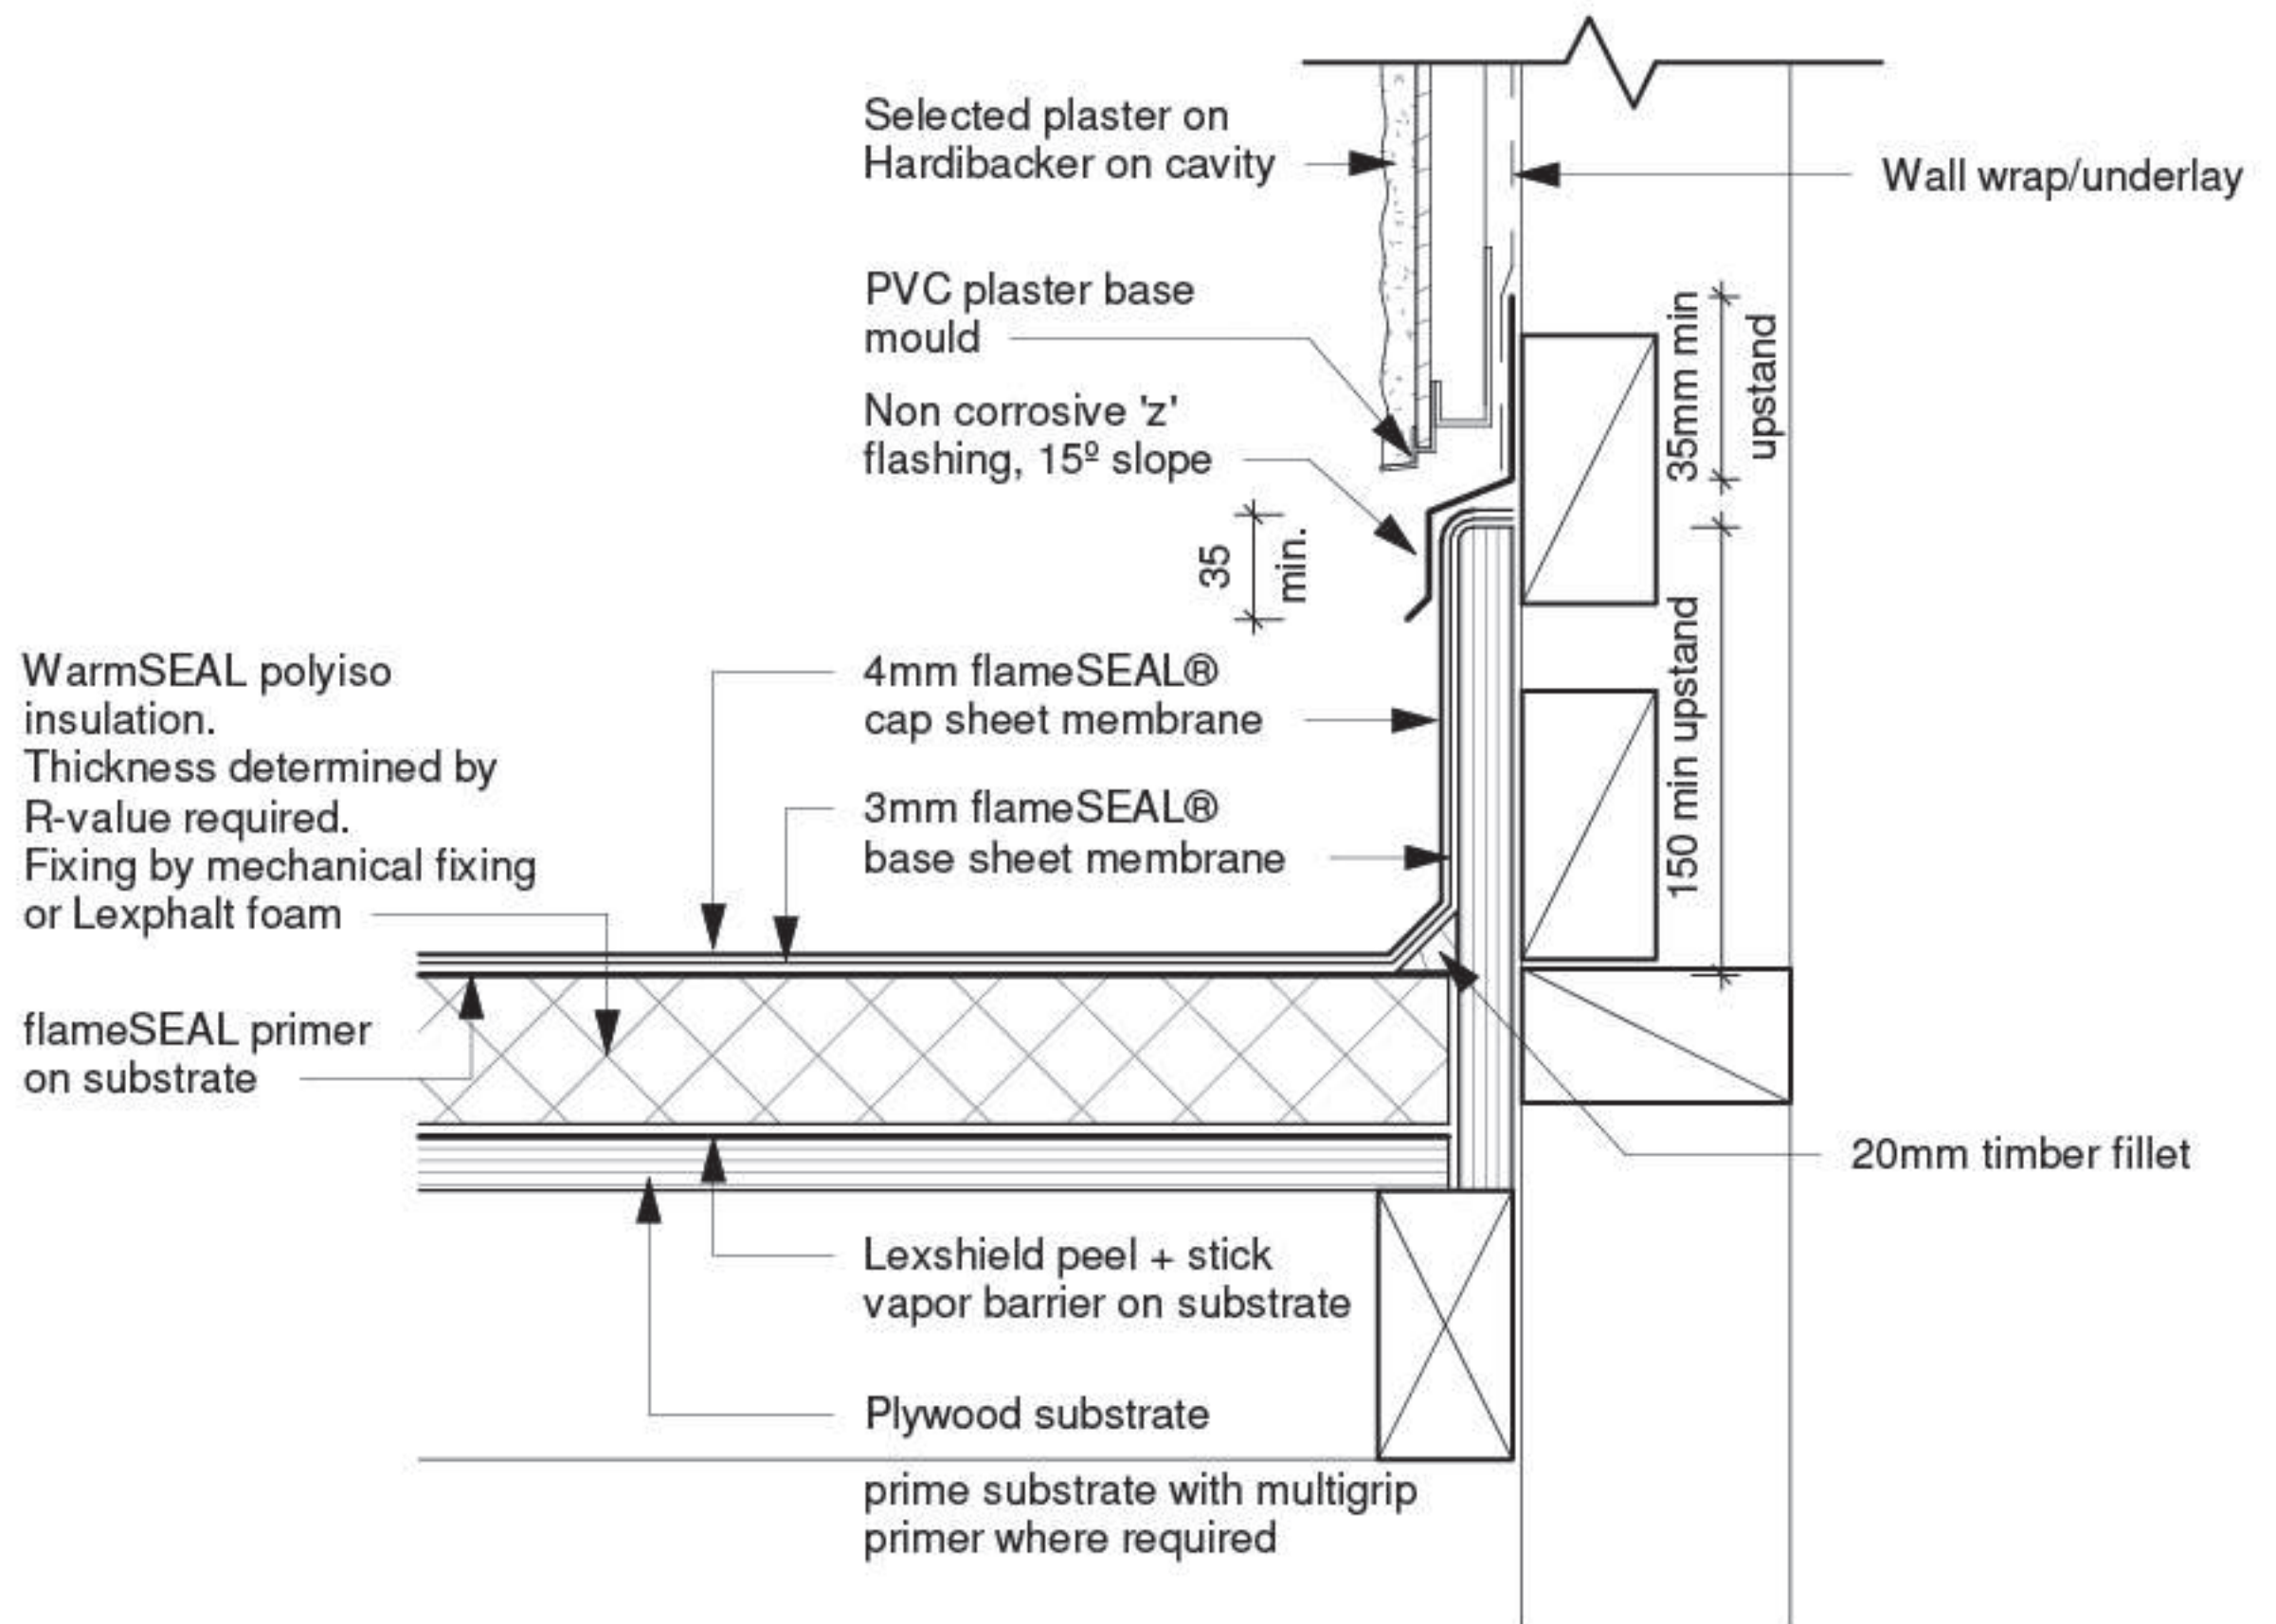 Selected plaster on
Hardibacker on cavity
Wall wrap/underlay
PVC plaster base
mould
Non corrosive 'z'
flashing, 15º slope
35mm min
upstand
35
min.
150 min upstand
WarmSEAL polyiso
insulation.
Thickness determined by
R-value required.
Fixing by mechanical fixing
or Lexphalt foam
4mm flameSEAL®
cap sheet membrane
3mm flameSEAL®
base sheet membrane
flameSEAL primer
on substrate
20mm timber fillet
Lexshield peel + stick
vapor barrier on substrate
Plywood substrate
prime substrate with multigrip
primer where required